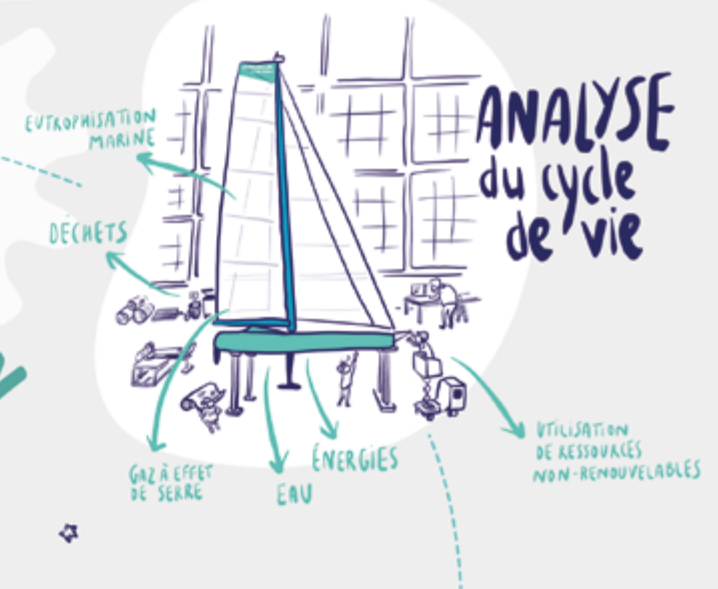 ANALYSE
du cycle
de vie
EUTROPHISATION
MARINE
DÉCHETS
GAZ À EFFET
DE SERRE
EAU
ÉNERGIES
UTILISATION
DE RESSOURCES
NON-RENOUVELABLES